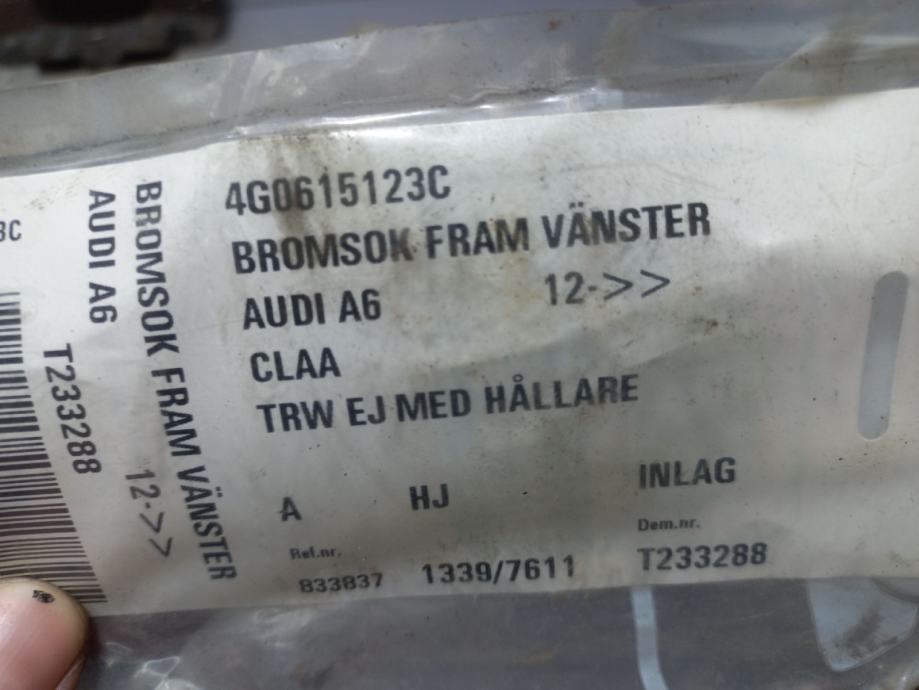 4G0615123C
BROMSOK FRAM VÄNSTER
AUDI A6 12->>
CLAA
TRW EJ MED HÅLLARE
A HJ INLAG
Ref.nr. Dem.nr.
833837 1339/7611 T233288
BROMSOK FRAM VÄNSTER
AUDI A6 12->>
T233288
3C